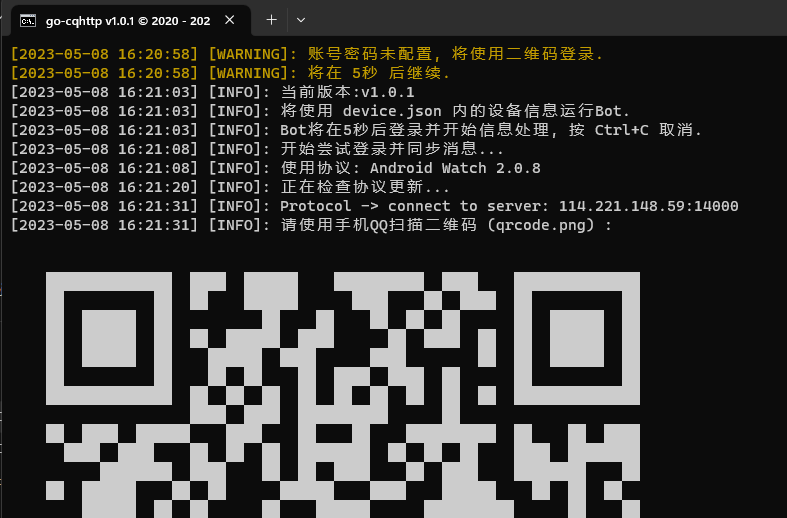 go-cqhttp v1.0.1 © 2020 - 202
[2023-05-08 16:20:58] [WARNING]: 账号密码未配置, 将使用二维码登录.
[2023-05-08 16:20:58] [WARNING]: 将在 5秒 后继续.
[2023-05-08 16:21:03] [INFO]: 当前版本:v1.0.1
[2023-05-08 16:21:03] [INFO]: 将使用 device.json 内的设备信息运行Bot.
[2023-05-08 16:21:03] [INFO]: Bot将在5秒后登录并开始信息处理, 按 Ctrl+C 取消.
[2023-05-08 16:21:08] [INFO]: 开始尝试登录并同步消息...
[2023-05-08 16:21:08] [INFO]: 使用协议: Android Watch 2.0.8
[2023-05-08 16:21:20] [INFO]: 正在检查协议更新...
[2023-05-08 16:21:31] [INFO]: Protocol -> connect to server: 114.221.148.59:14000
[2023-05-08 16:21:31] [INFO]: 请使用手机QQ扫描二维码 (qrcode.png) :